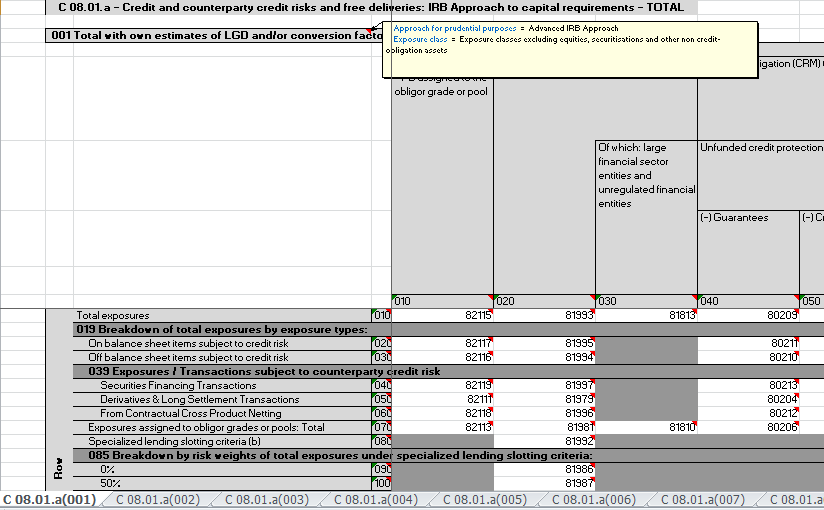 C 08.01.a - Credit and counterparty credit risks and free deliveries: IRB Approach to capital requirements - TOTAL
001 Total with own estimates of LGD and/or conversion facto
Approach for prudential purposes = Advanced IRB Approach
Exposure class = Exposure classes excluding equities, securitisations and other non credit-
obligation assets
igation (CRM)
assigned to the
obligor grade or pool
Of which: large
financial sector
entities and
unregulated financial
entities
Unfunded credit protection
(-) Guarantees
(-)
010 020 030 040 050
Total exposures 010 82115 81993 81813 80209
019 Breakdown of total exposures by exposure types:
On balance sheet items subject to credit risk 020 82117 81995 80211
Off balance sheet items subject to credit risk 030 82116 81994 80210
039 Exposures / Transactions subject to counterparty credit risk
Securities Financing Transactions 040 82119 81997 80213
Derivatives & Long Settlement Transactions 050 82111 81979 80204
From Contractual Cross Product Netting 060 82118 81996 80212
Exposures assigned to obligor grades or pools: Total 070 82113 81981 81810 80206
Specialized lending slotting criteria (b) 080 81992
085 Breakdown by risk weights of total exposures under specialized lending slotting criteria:
Row
0% 090 81986
50% 100 81987
C 08.01.a(001) C 08.01.a(002) C 08.01.a(003) C 08.01.a(004) C 08.01.a(005) C 08.01.a(006) C 08.01.a(007) C 08.01.a